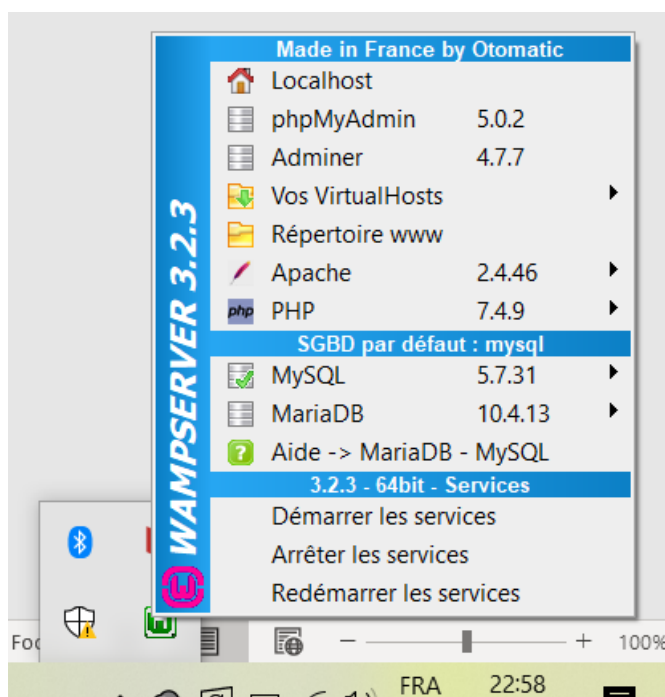 Made in France by Otomatic
Localhost
phpMyAdmin 5.0.2
Adminer 4.7.7
Vos VirtualHosts
Répertoire www
Apache 2.4.46
php PHP 7.4.9
SGBD par défaut : mysql
MySQL 5.7.31
MariaDB 10.4.13
Aide -> MariaDB - MySQL
3.2.3 - 64bit - Services
Démarrer les services
Arrêter les services
Redémarrer les services
WAMPSERVER 3.2.3
100%
FRA 22:58